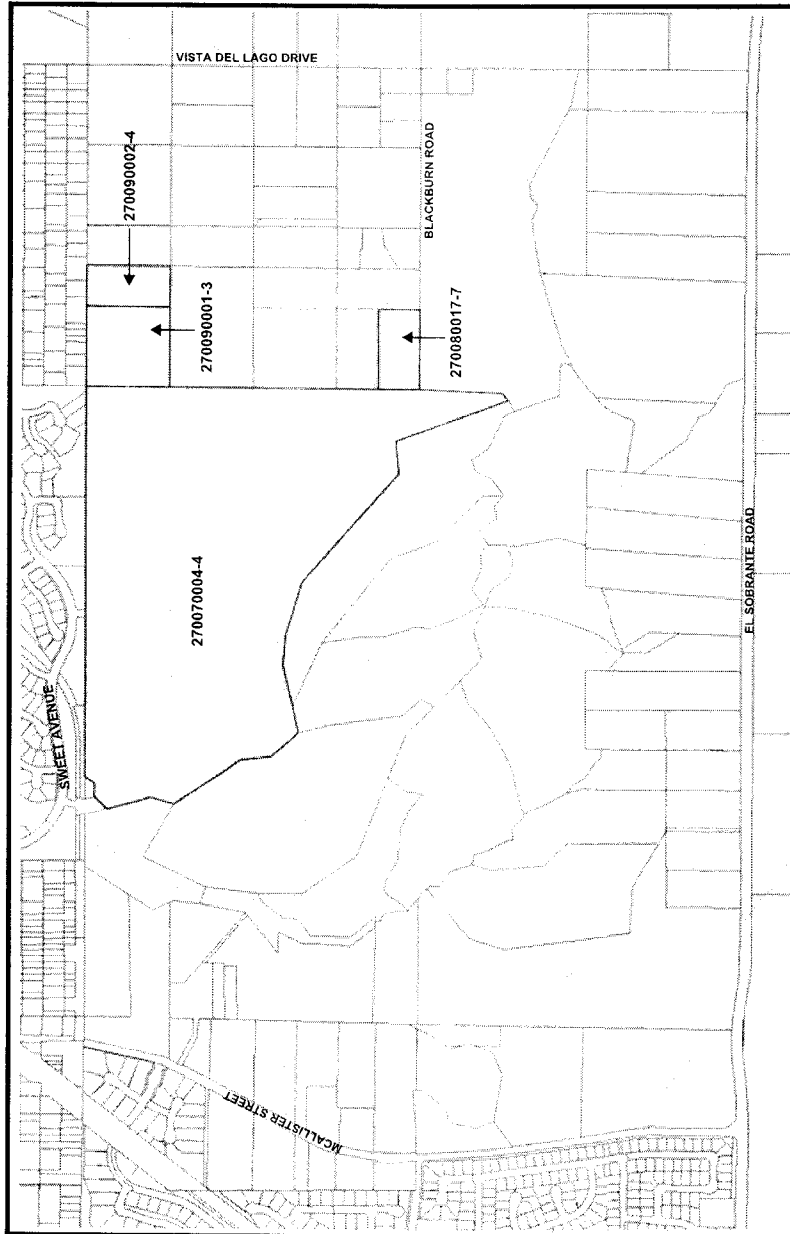 VISTA DEL LAGO DRIVE
270090002-4
270090001-3
BLACKBURN ROAD
270080017-7
270070004-4
SWEET AVENUE
EL SOBRANTE ROAD
MCALLISTER STREET